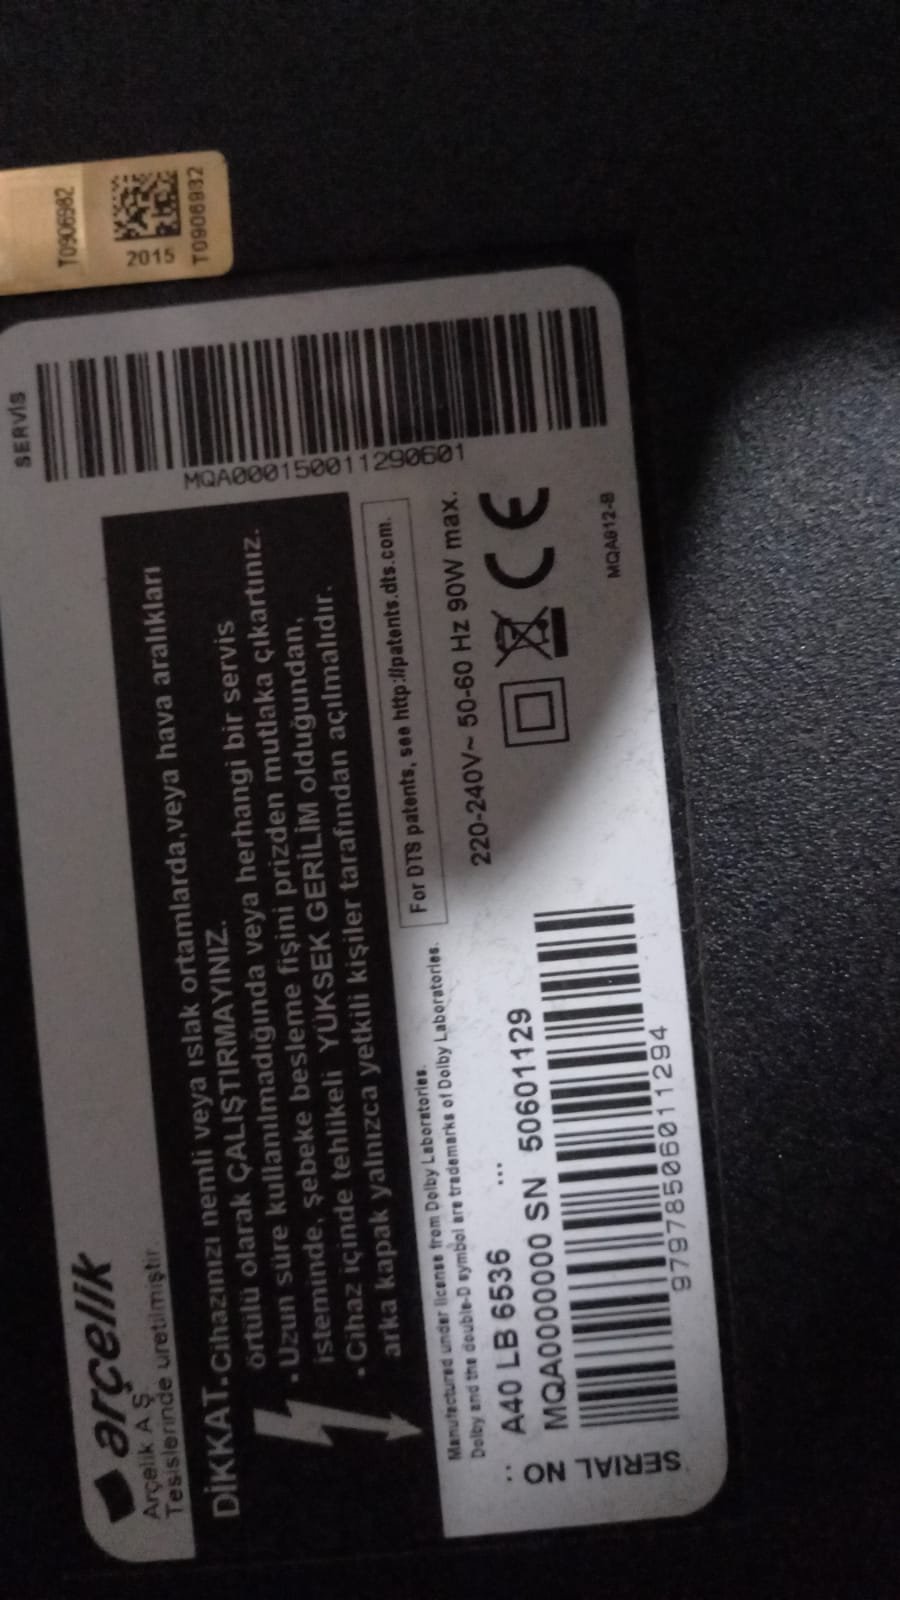 T0906982
2015
T0906982
SERVİS
MQA000150011290601
arçelik
Arçelik A.Ş.
Tesislerinde üretilmiştir.
DİKKAT. Cihazınızı nemli veya ıslak ortamlarda,veya hava aralıkları
örtülü olarak ÇALIŞTIRMAYINIZ.
• Uzun süre kullanılmadığında veya herhangi bir servis
isteminde, şebeke besleme fişini prizden mutlaka çıkartınız.
• Cihaz içinde tehlikeli YÜKSEK GERİLİM olduğundan,
arka kapak yalnızca yetkili kişiler tarafından açılmalıdır.
Manufactured under license from Dolby Laboratories.
Dolby and the double-D symbol are trademarks of Dolby Laboratories.
For DTS patents, see http://patents.dts.com.
: A40 LB 6536 ...
220-240V~ 50-60 Hz 90W max.
SERIAL NO MQA000000 SN 50601129
CE
97978506011294
MQA612-B